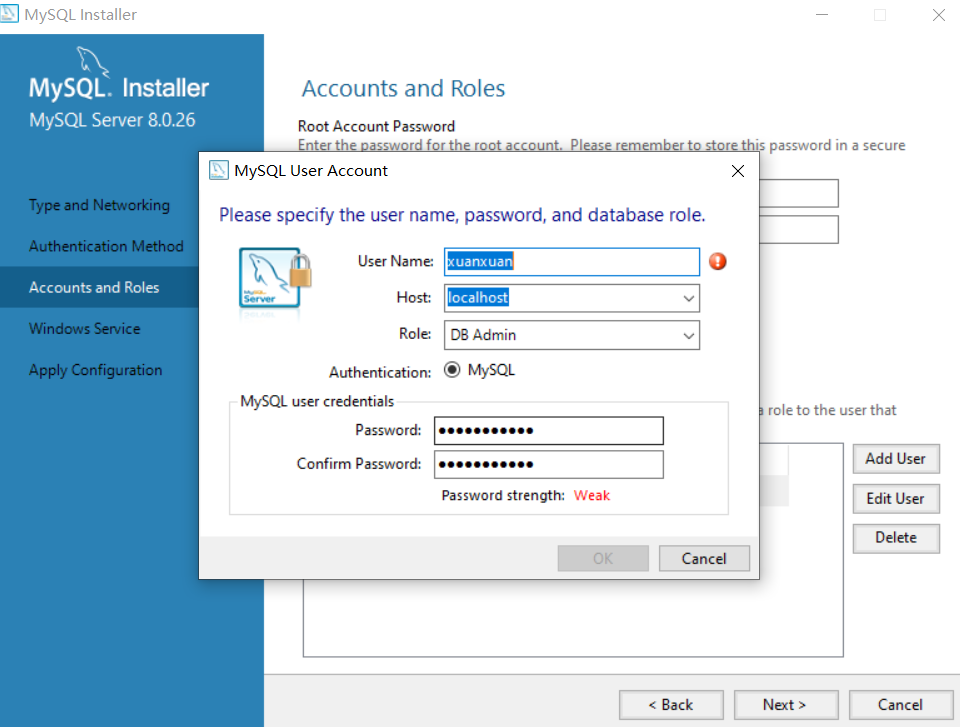 MySQL Installer
MySQL. Installer
MySQL Server 8.0.26
Type and Networking
Authentication Method
Accounts and Roles
Windows Service
Apply Configuration
Accounts and Roles
Root Account Password
Enter the password for the root account. Please remember to store this password in a secure
MySQL User Account
Please specify the user name, password, and database role.
MySQL
Server
User Name: xuanxuan
Host: localhost
Role: DB Admin
Authentication: MySQL
MySQL user credentials
Password: ●●●●●●●●●●●
Confirm Password: ●●●●●●●●●●●
Password strength: Weak
OK Cancel
a role to the user that
Add User
Edit User
Delete
< Back Next > Cancel